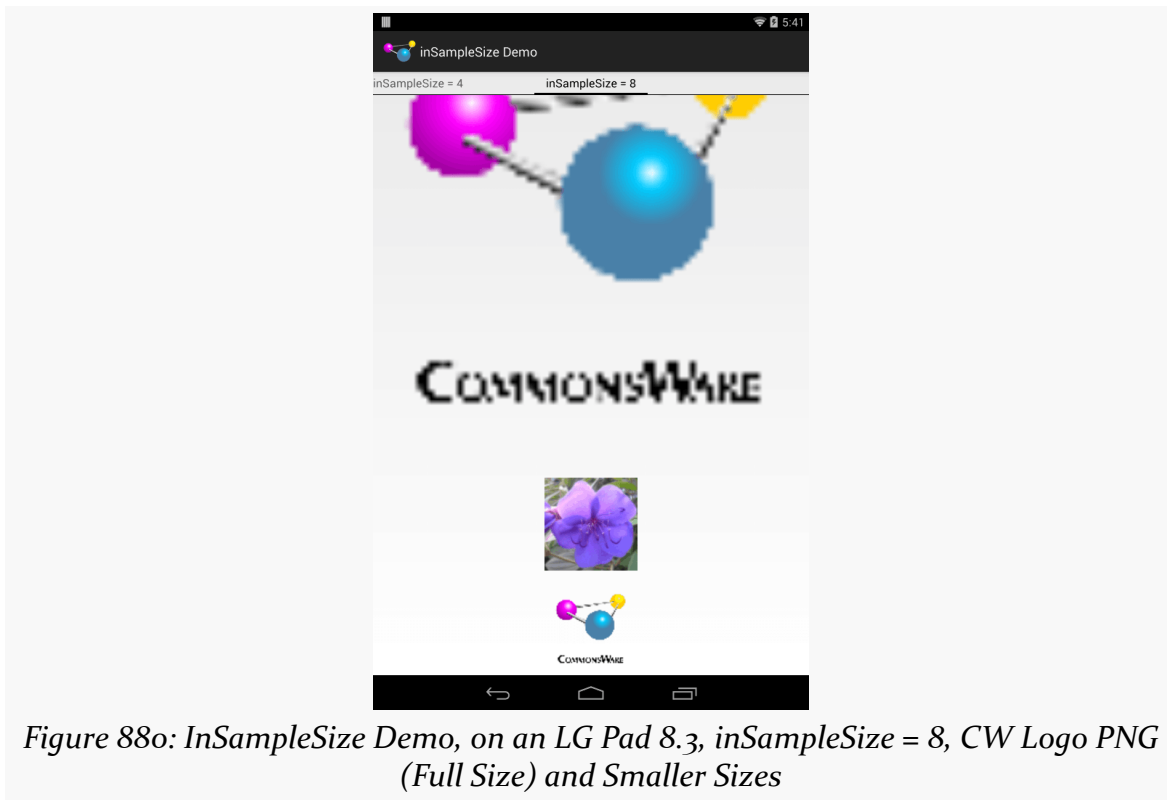 5:41
inSampleSize Demo
inSampleSize = 4 inSampleSize = 8
COMMONSWARE
COMMONSWARE
Figure 880: InSampleSize Demo, on an LG Pad 8.3, inSampleSize = 8, CW Logo PNG
(Full Size) and Smaller Sizes